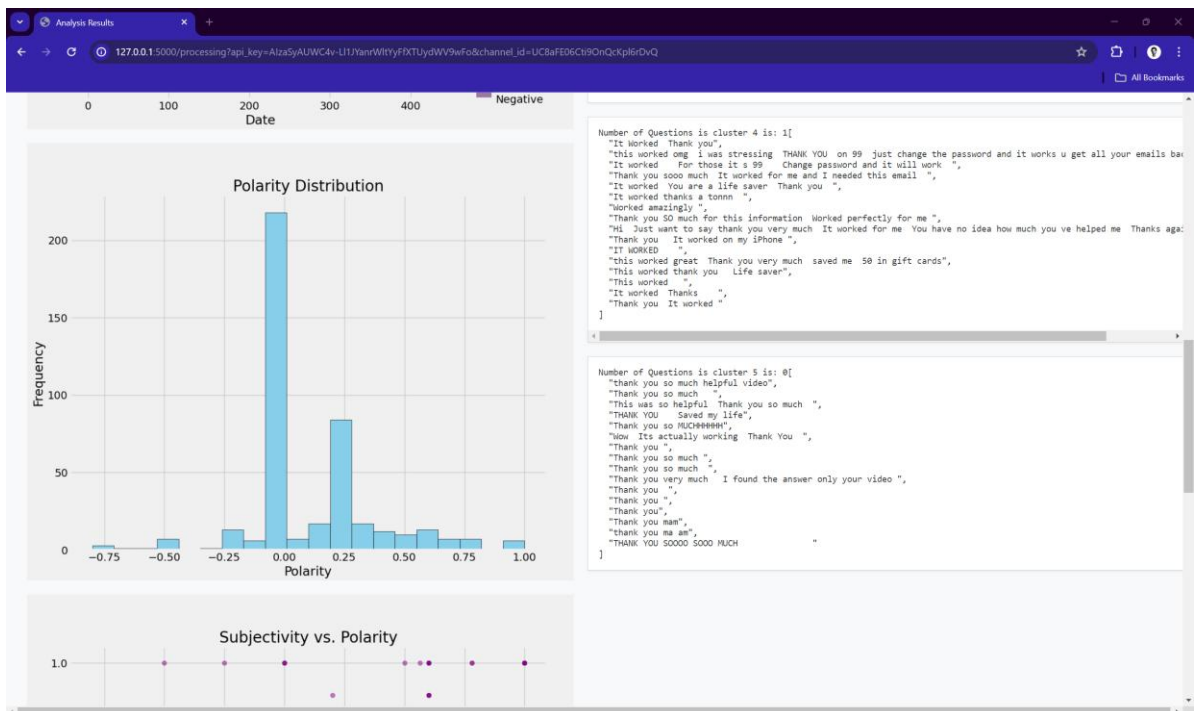 Analysis Results
127.0.0.1:5000/processing?api_key=AIzaSyAUWC4v-LI1JYanrWItYyFfXTUydWV9wFo&channel_id=UC8aFE06Cti9OnQcKpl6rDvQ
All Bookmarks
Negative
0 100 200 300 400
Date
Polarity Distribution
200
150
100
50
0
Frequency
−0.75 −0.50 −0.25 0.00 0.25 0.50 0.75 1.00
Polarity
Subjectivity vs. Polarity
1.0
Number of Questions is cluster 4 is: 1[
"It Worked Thank you",
"this worked omg i was stressing THANK YOU on 99 just change the password and it works u get all your emails bac
"It worked For those it s 99 Change password and it will work ",
"Thank you sooo much It worked for me and I needed this email ",
"It worked You are a life saver Thank you ",
"It worked thanks a tonnn ",
"Worked amazingly ",
"Thank you SO much for this information Worked perfectly for me ",
"Hi Just want to say thank you very much It worked for me You have no idea how much you ve helped me Thanks agai
"Thank you It worked on my iPhone ",
"IT WORKED ",
"this worked great Thank you very much saved me 50 in gift cards",
"This worked thank you Life saver",
"This worked ",
"It worked Thanks ",
"Thank you It worked "
]
Number of Questions is cluster 5 is: 0[
"thank you so much helpful video",
"Thank you so much ",
"This was so helpful Thank you so much ",
"THANK YOU Saved my life",
"Thank you so MUCHHHHHH",
"Wow Its actually working Thank You ",
"Thank you ",
"Thank you so much ",
"Thank you so much ",
"Thank you very much I found the answer only your video ",
"Thank you ",
"Thank you ",
"Thank you",
"Thank you mam",
"thank you ma am",
"THANK YOU SOOOO SOOO MUCH "
]